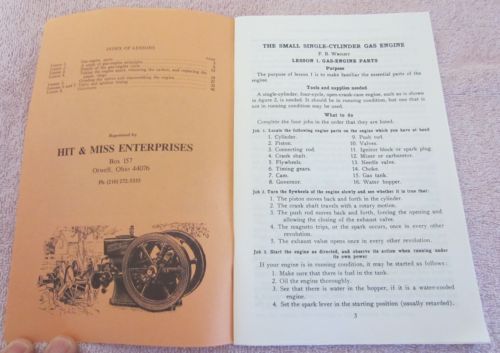 INDEX OF LESSONS
Reprinted by
HIT & MISS ENTERPRISES
Box 157
Orwell, Ohio 44076
Ph (216) 272-5335
THE SMALL SINGLE-CYLINDER GAS ENGINE
F. B. WRIGHT
LESSON 1. GAS-ENGINE PARTS
Purpose
The purpose of lesson 1 is to make familiar the essential parts of the
engine.
Tools and supplies needed
A single-cylinder, four-cycle, open-crank-case engine, such as is shown
in figure 2, is needed. It should be in running condition, but one that is
not in running condition may be used.
What to do
Complete the four jobs in the order that they are listed.
Job 1. Locate the following engine parts on the engine which you have at hand
1. Cylinder.
2. Piston.
3. Connecting rod.
4. Crank shaft.
5. Flywheels.
6. Timing gears.
7. Cam.
8. Governor.
9. Push rod.
10. Valves.
11. Ignitor block or spark plug.
12. Mixer or carburetor.
13. Needle valve.
14. Choke.
15. Gas tank.
16. Water hopper.
Job 2. Turn the flywheels of the engine slowly and see whether it is true that:
1. The piston moves back and forth in the cylinder.
2. The crank shaft travels with a rotary motion.
3. The push rod moves back and forth, forcing the opening and
allowing the closing of the exhaust valve.
4. The magneto trips, or the spark occurs, once in every other
revolution.
5. The exhaust valve opens once in every other revolution.
Job 3. Start the engine as directed, and observe its action when running under
its own power
If your engine is in running condition, it may be started as follows:
1. Make sure that there is fuel in the tank.
2. Oil the engine thoroughly.
3. See that there is water in the hopper, if it is a water-cooled
engine.
4. Set the spark lever in the starting position (usually retarded).
3